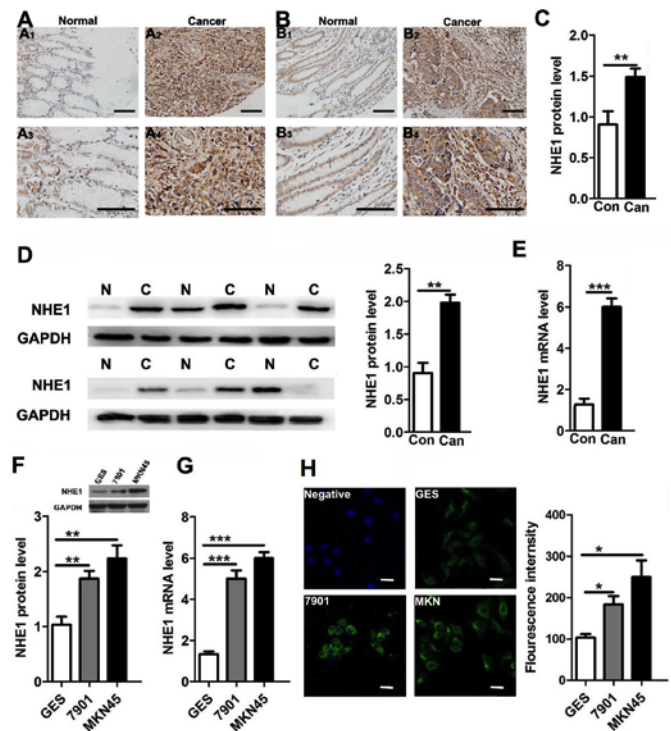 A B C
Normal Cancer Normal Cancer
A1 A2 B1 B2
A3 A4 B3 B4
NHE1 protein level
2.0
1.5
1.0
0.5
0.0
**
Con Can
D E
N C N C N C
NHE1
GAPDH
N C N C N C
NHE1
GAPDH
NHE1 protein level
2.5
2.0
1.5
1.0
0.5
0.0
**
Con Can
NHE1 mRNA level
8
6
4
2
0
***
Con Can
F G H
GES 7901 MKN45
NHE1
GAPDH
NHE1 protein level
3
2
1
0
**
**
GES 7901 MKN45
NHE1 mRNA level
8
6
4
2
0
***
***
GES 7901 MKN45
Negative GES
7901 MKN
Flourescence internsity
400
300
200
100
0
*
*
GES 7901 MKN45